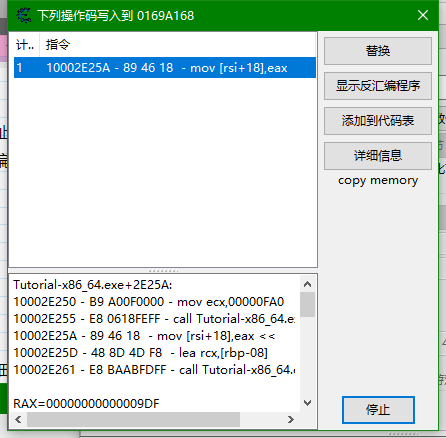 下列操作码写入到 0169A168
计.. 指令
1 10002E25A - 89 46 18 - mov [rsi+18],eax
替换
显示反汇编程序
添加到代码表
详细信息
copy memory
Tutorial-x86_64.exe+2E25A:
10002E250 - B9 A00F0000 - mov ecx,00000FA0
10002E255 - E8 0618FEFF - call Tutorial-x86_64.e
10002E25A - 89 46 18 - mov [rsi+18],eax <<
10002E25D - 48 8D 4D F8 - lea rcx,[rbp-08]
10002E261 - E8 BAABFDFF - call Tutorial-x86_64.e
RAX=00000000000009DF
停止